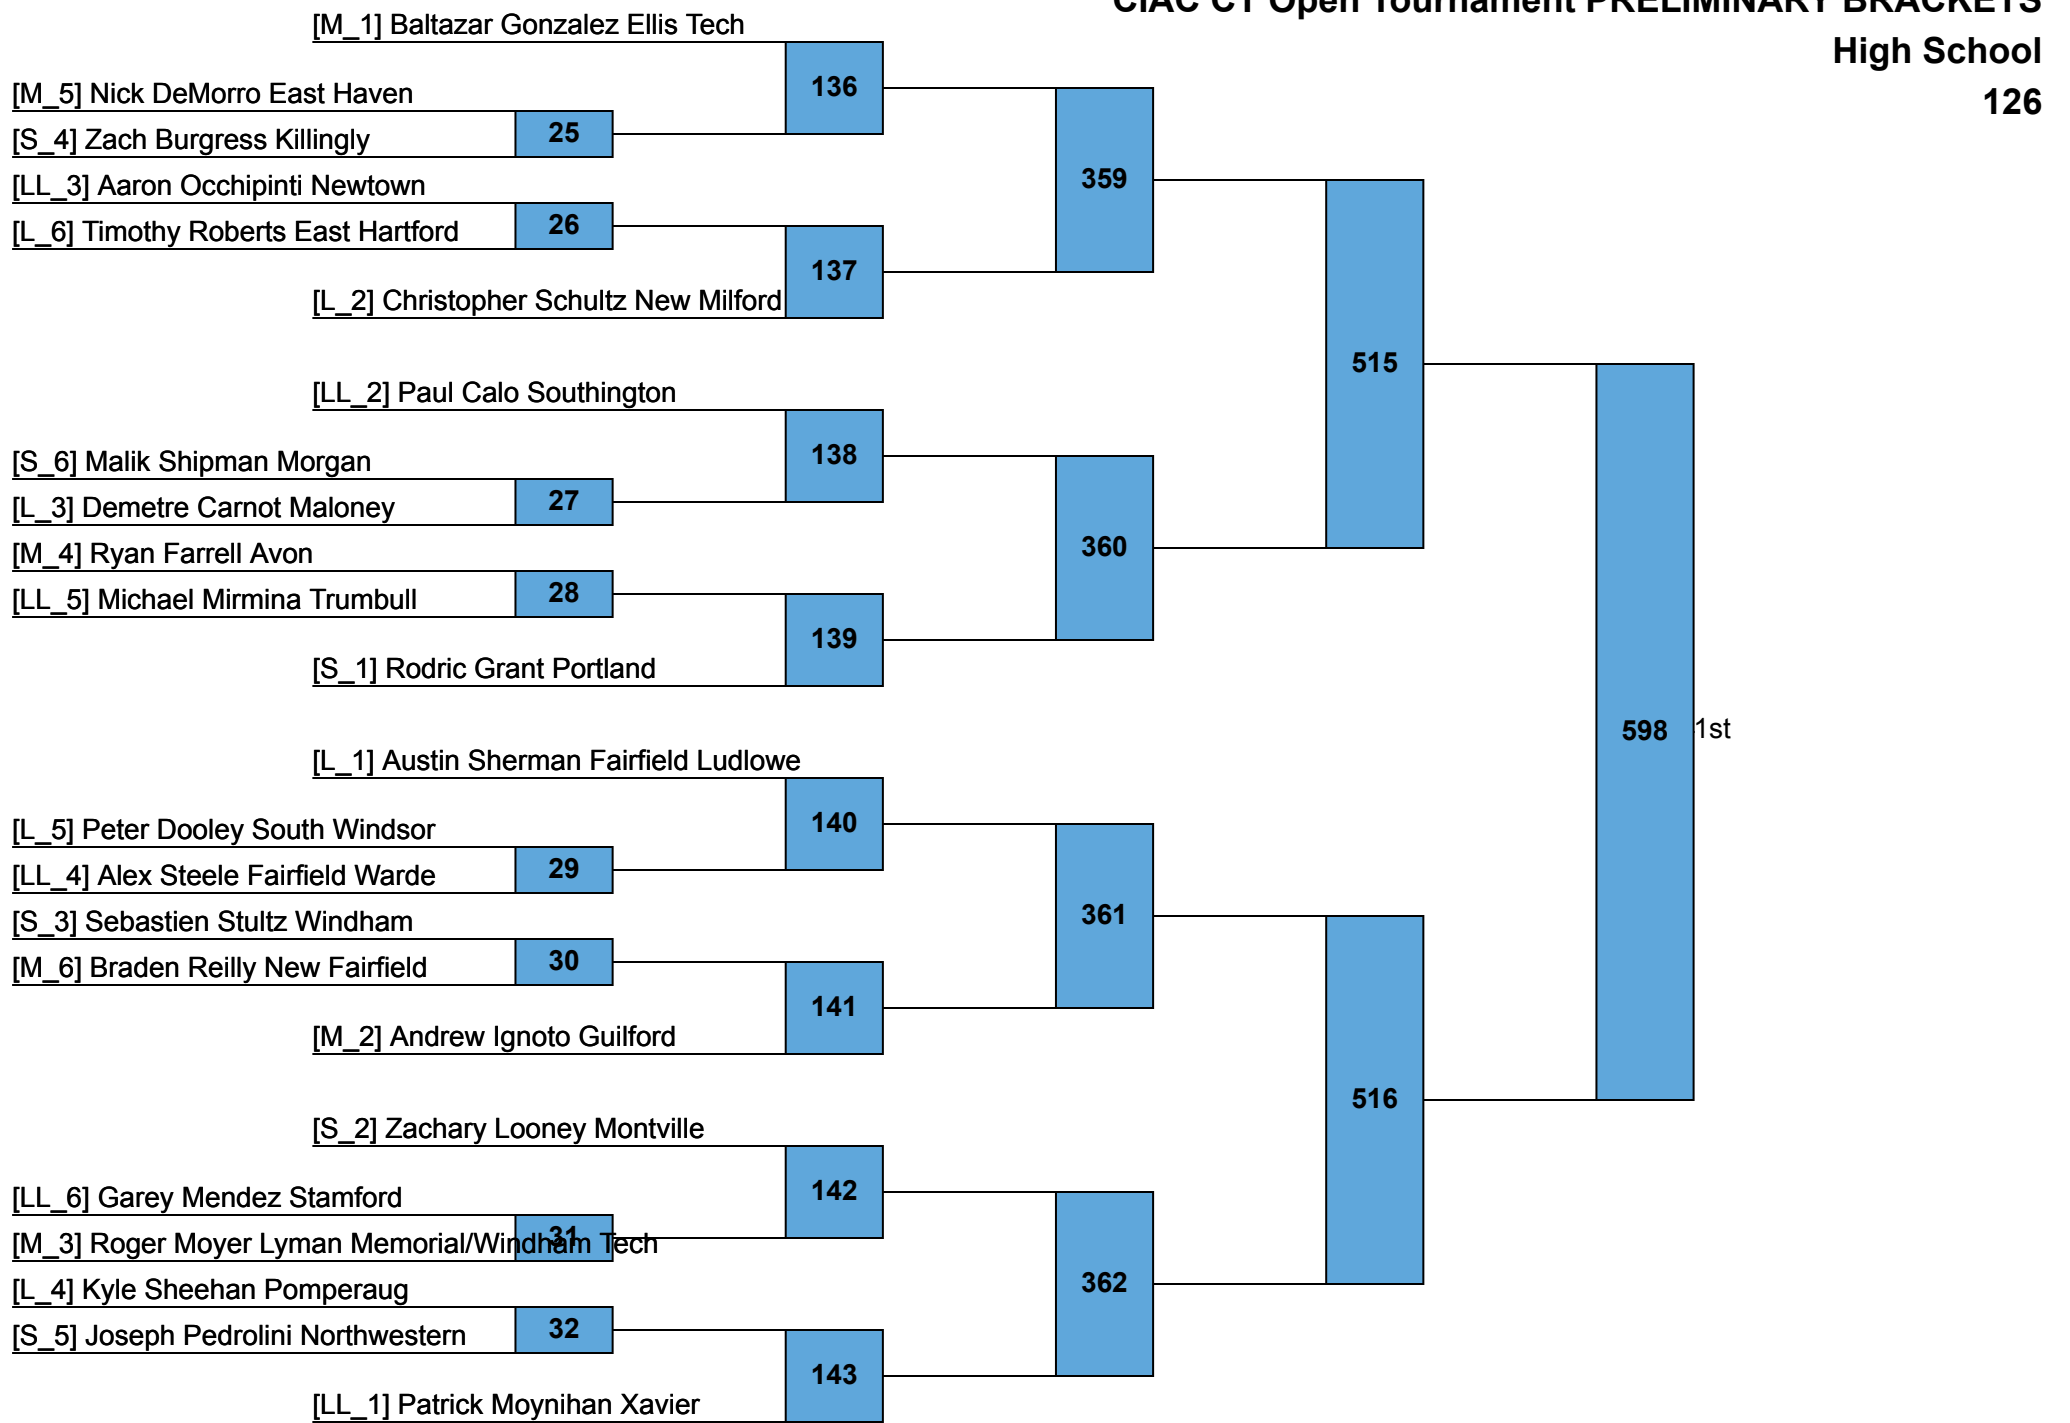 CIAC CT Open Tournament PRELIMINARY BRACKETS
High School
126
[M_1] Baltazar Gonzalez Ellis Tech
136
[M_5] Nick DeMorro East Haven
25
[S_4] Zach Burgress Killingly
359
[LL_3] Aaron Occhipinti Newtown
26
[L_6] Timothy Roberts East Hartford
137
[L_2] Christopher Schultz New Milford
515
[LL_2] Paul Calo Southington
138
[S_6] Malik Shipman Morgan
27
[L_3] Demetre Carnot Maloney
360
[M_4] Ryan Farrell Avon
28
[LL_5] Michael Mirmina Trumbull
139
[S_1] Rodric Grant Portland
598
1st
[L_1] Austin Sherman Fairfield Ludlowe
140
[L_5] Peter Dooley South Windsor
29
[LL_4] Alex Steele Fairfield Warde
361
[S_3] Sebastien Stultz Windham
30
[M_6] Braden Reilly New Fairfield
141
[M_2] Andrew Ignoto Guilford
516
[S_2] Zachary Looney Montville
142
[LL_6] Garey Mendez Stamford
31
[M_3] Roger Moyer Lyman Memorial/Windham Tech
362
[L_4] Kyle Sheehan Pomperaug
32
[S_5] Joseph Pedrolini Northwestern
143
[LL_1] Patrick Moynihan Xavier